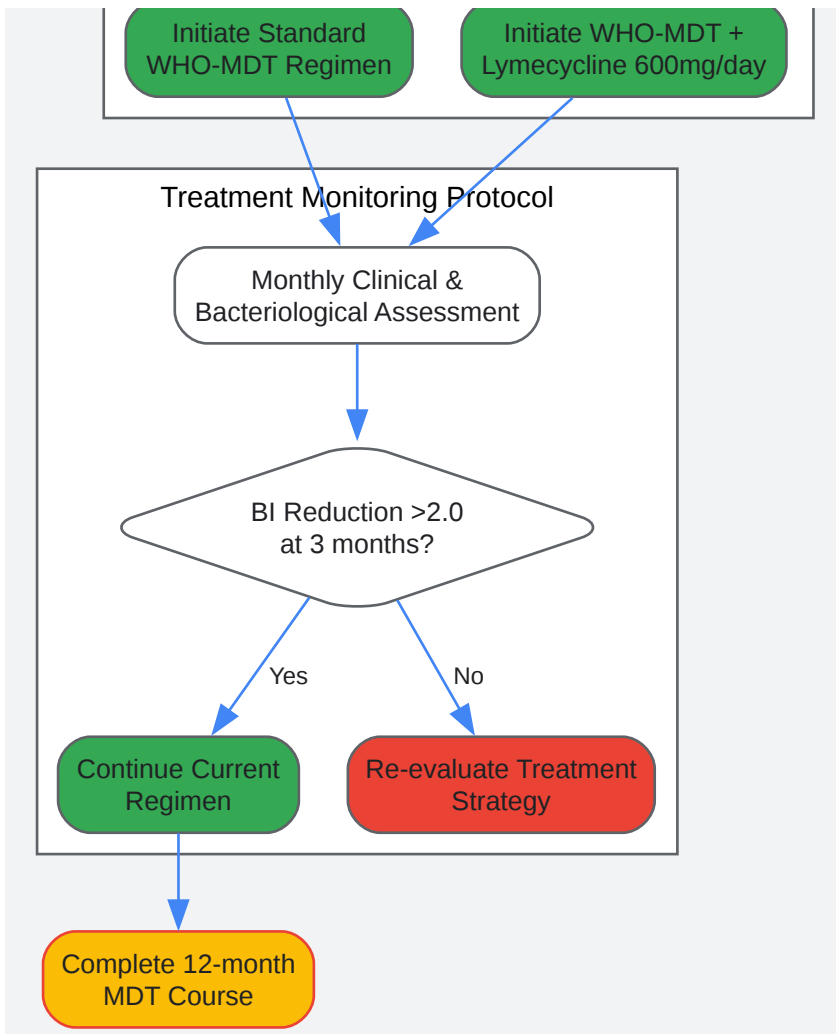 Initiate Standard
WHO-MDT Regimen
Initiate WHO-MDT +
Lymecycline 600mg/day
Treatment Monitoring Protocol
Monthly Clinical &
Bacteriological Assessment
BI Reduction >2.0
at 3 months?
Yes
No
Continue Current
Regimen
Re-evaluate Treatment
Strategy
Complete 12-month
MDT Course